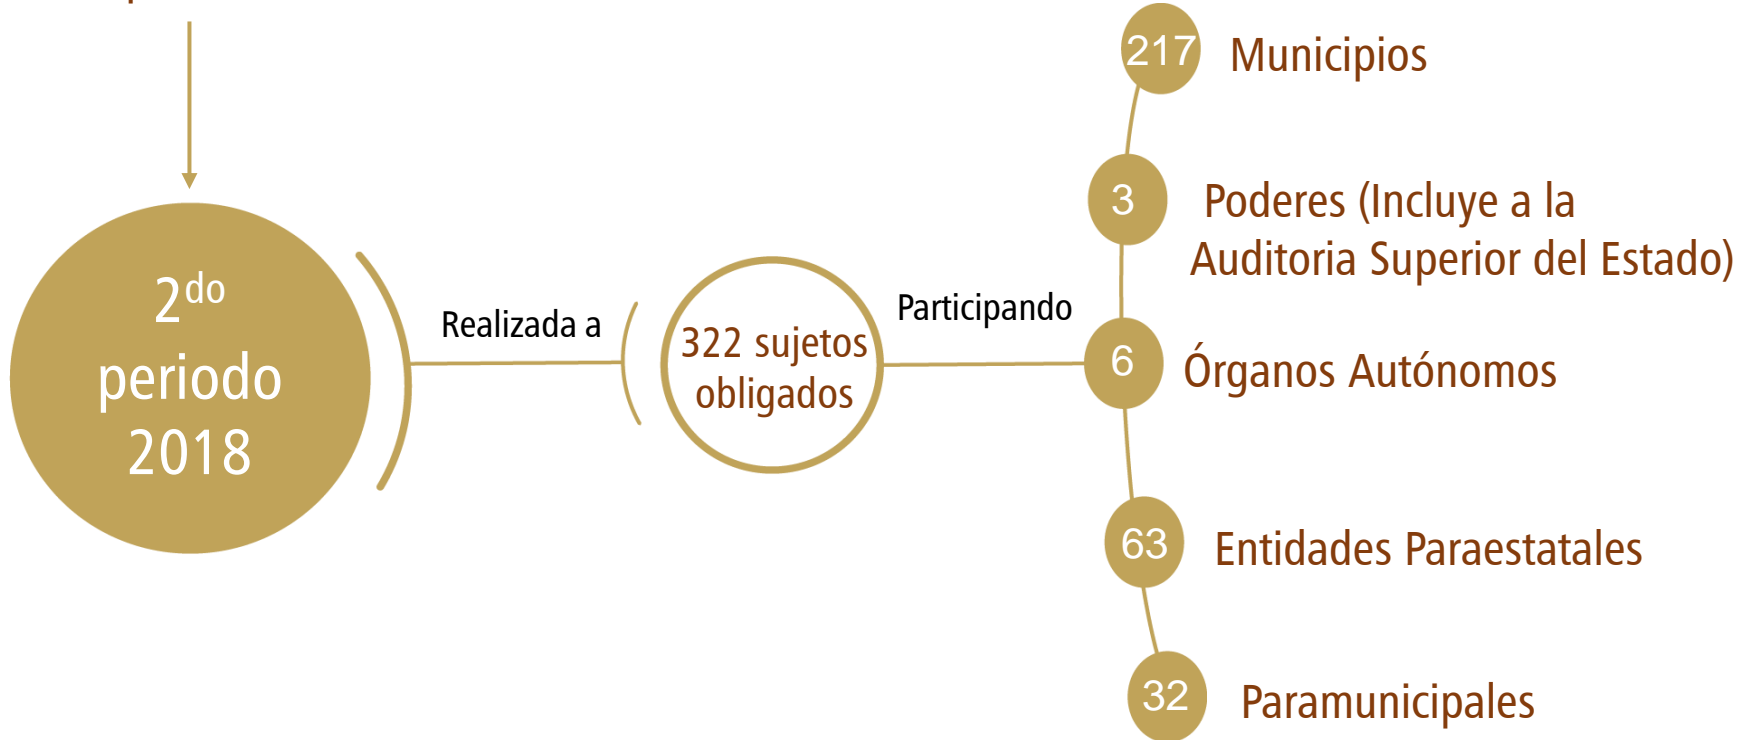 2do
periodo
2018
Realizada a
322 sujetos
obligados
Participando
217 Municipios
3 Poderes (Incluye a la
Auditoria Superior del Estado)
6 Órganos Autónomos
63 Entidades Paraestatales
32 Paramunicipales